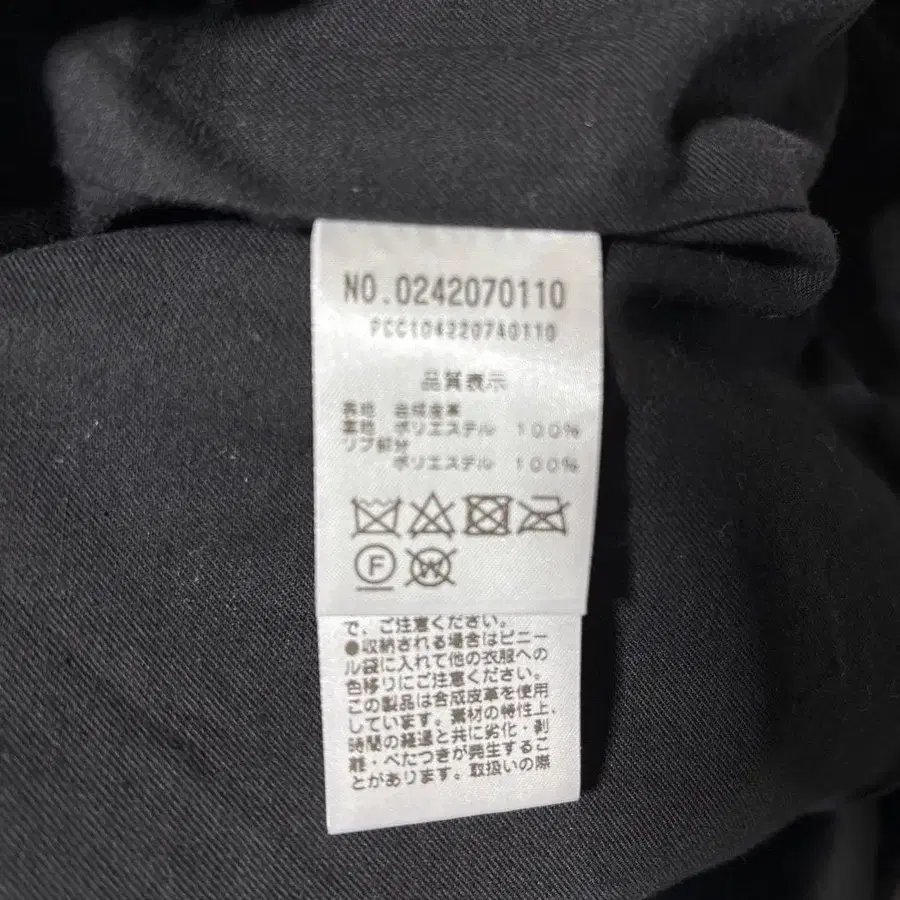 NO.0242070110
PCC104220740110
品質表示
表地 合成皮革
裏地 ポリエステル 100%
リブ部分
ポリエステル 100%
F
W
で、ご注意ください。
●収納される場合はビニー
ル袋に入れて他の衣服への
色移りにご注意ください。
この製品は合成皮革を使用
しています。素材の特性上、
時間の経過と共に劣化・剥
離・べたつきが発生するこ
とがあります。取扱いの際